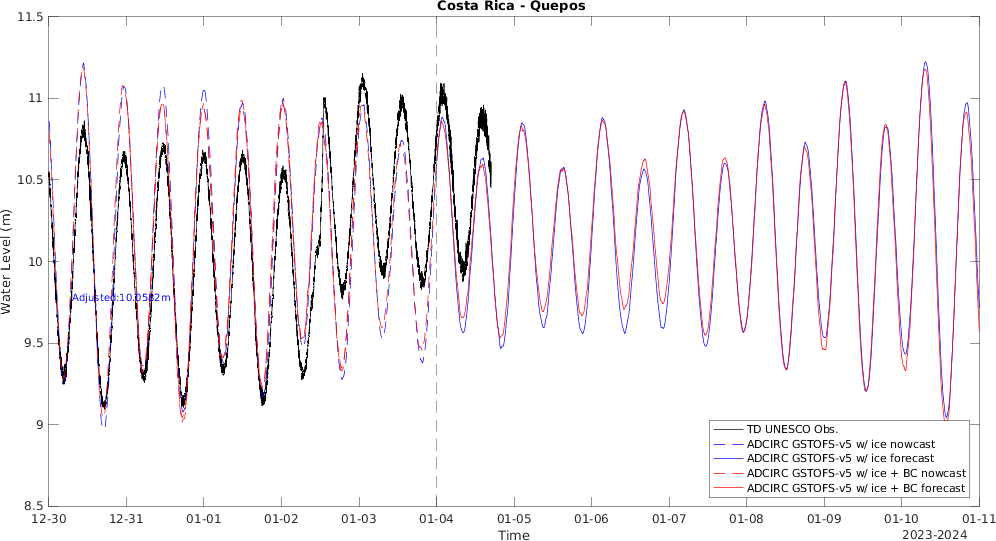 Costa Rica - Quepos
11.5
11
10.5
10
9.5
9
8.5
Water Level (m)
Adjusted:10.0582m
TD UNESCO Obs.
ADCIRC GSTOFS-v5 w/ ice nowcast
ADCIRC GSTOFS-v5 w/ ice forecast
ADCIRC GSTOFS-v5 w/ ice + BC nowcast
ADCIRC GSTOFS-v5 w/ ice + BC forecast
12-30 12-31 01-01 01-02 01-03 01-04 01-05 01-06 01-07 01-08 01-09 01-10 01-11
Time
2023-2024